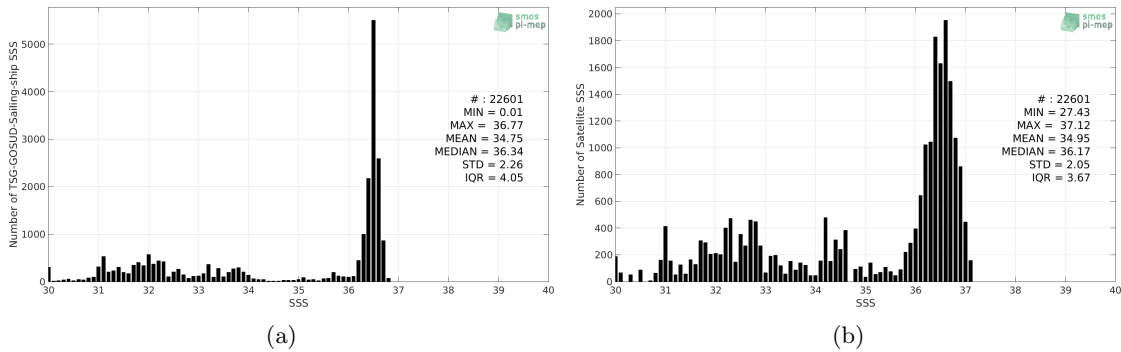 Number of TSG-GOSUD-Sailing-ship SSS
5000
4000
3000
2000
1000
0
30 31 32 33 34 35 36 37 38 39 40
SSS
smos
pi-mep
# : 22601
MIN = 0.01
MAX = 36.77
MEAN = 34.75
MEDIAN = 36.34
STD = 2.26
IQR = 4.05
(a)
Number of Satellite SSS
2000
1800
1600
1400
1200
1000
800
600
400
200
0
30 31 32 33 34 35 36 37 38 39 40
SSS
smos
pi-mep
# : 22601
MIN = 27.43
MAX = 37.12
MEAN = 34.95
MEDIAN = 36.17
STD = 2.05
IQR = 3.67
(b)